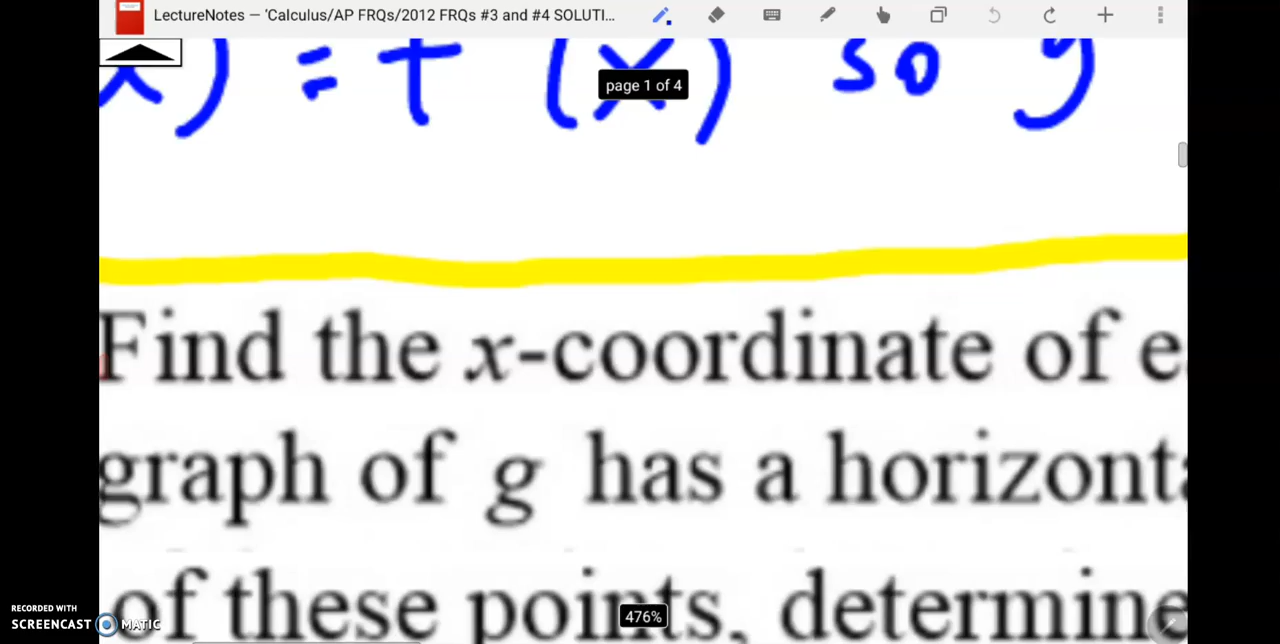 LectureNotes — ‘Calculus/AP FRQs/2012 FRQs #3 and #4 SOLUTI...
) = f (x) so y
page 1 of 4
Find the x-coordinate of e
graph of g has a horizont
of these points, determine
476%
RECORDED WITH
SCREENCAST MATIC